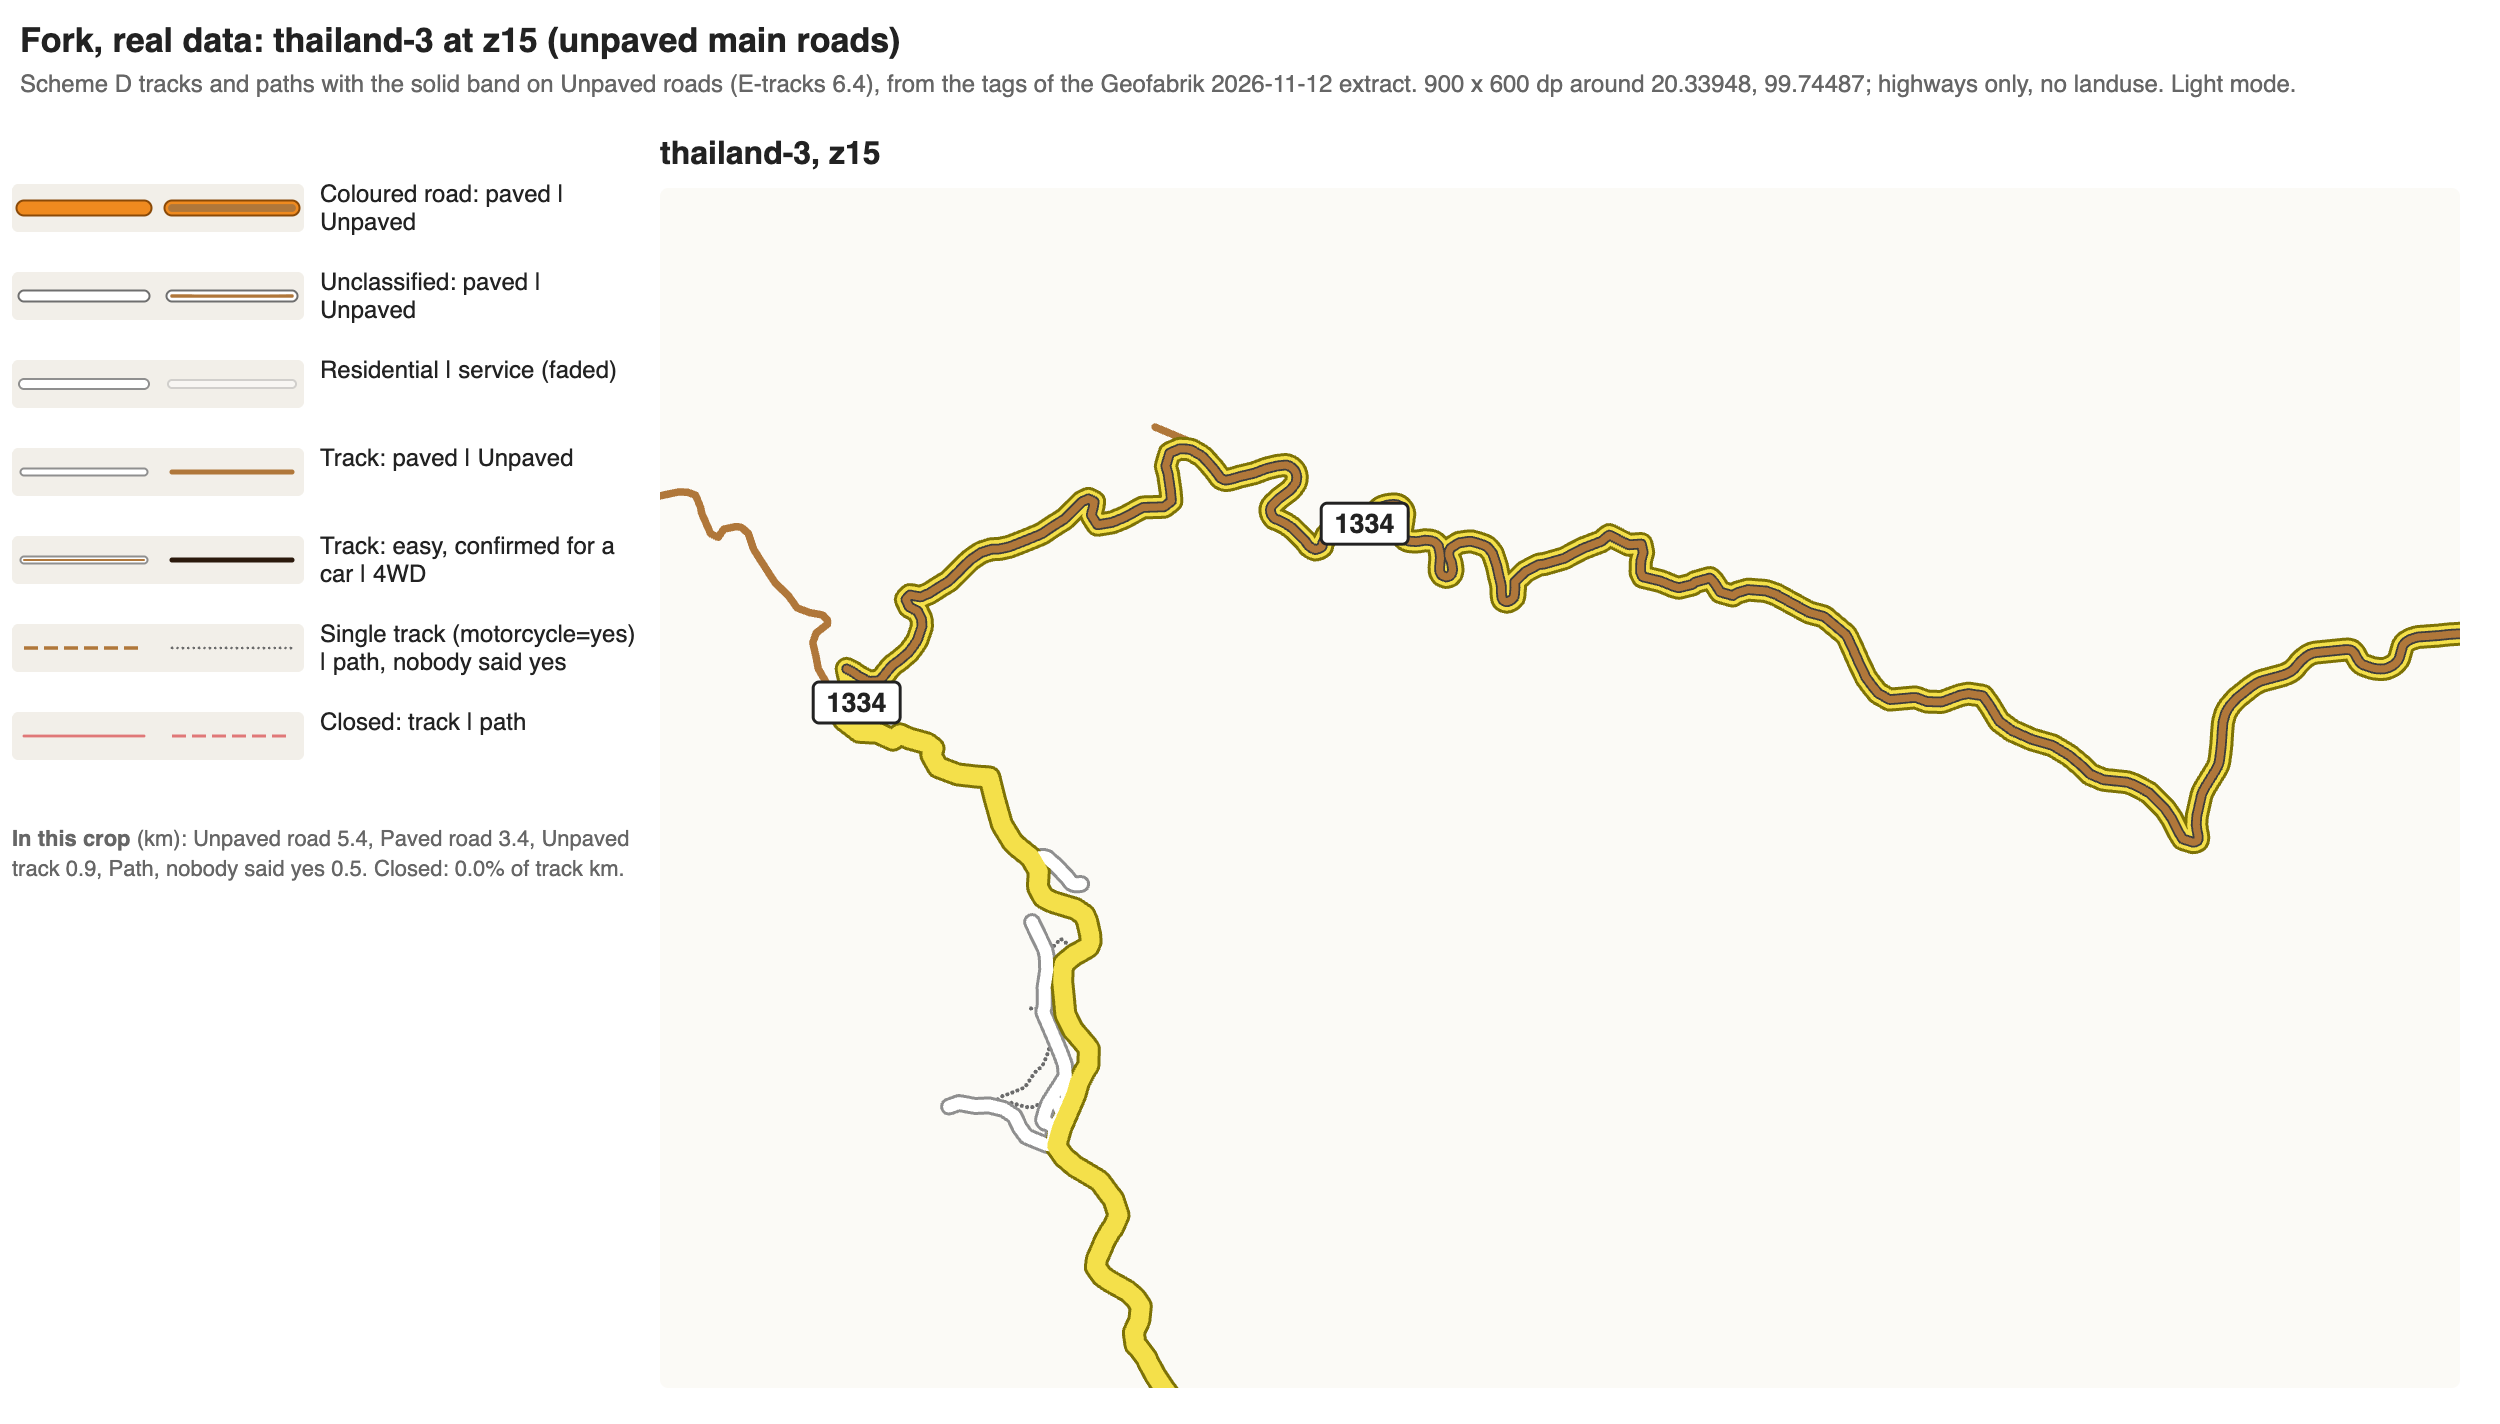 Fork, real data: thailand-3 at z15 (unpaved main roads)
Scheme D tracks and paths with the solid band on Unpaved roads (E-tracks 6.4), from the tags of the Geofabrik 2026-11-12 extract. 900 x 600 dp around 20.33948, 99.74487; highways only, no landuse. Light mode.
thailand-3, z15
Coloured road: paved |
Unpaved
Unclassified: paved |
Unpaved
Residential | service (faded)
Track: paved | Unpaved
Track: easy, confirmed for a
car | 4WD
Single track (motorcycle=yes)
| path, nobody said yes
Closed: track | path
In this crop (km): Unpaved road 5.4, Paved road 3.4, Unpaved
track 0.9, Path, nobody said yes 0.5. Closed: 0.0% of track km.
1334
1334